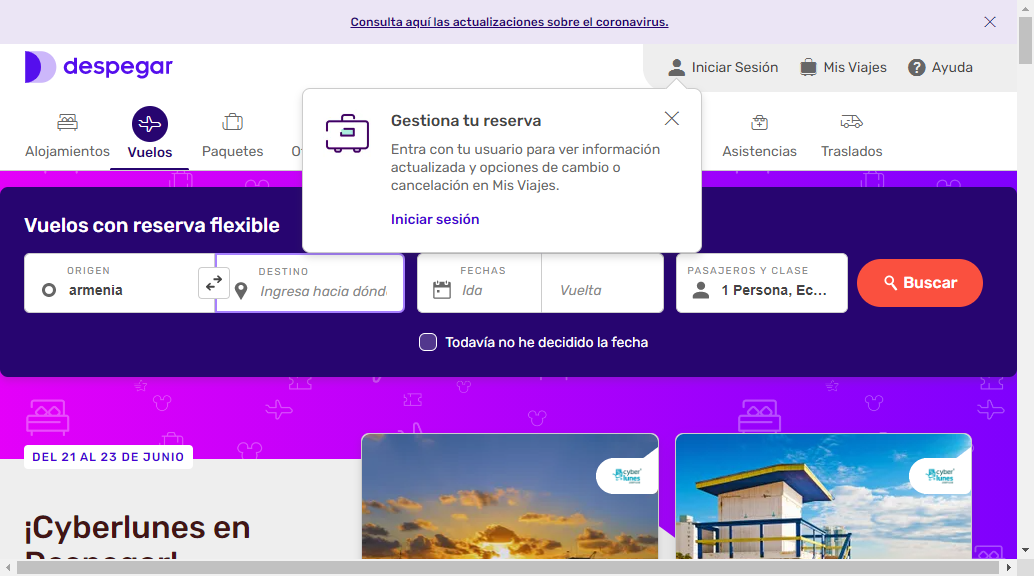 Consulta aquí las actualizaciones sobre el coronavirus.
despegar
Iniciar Sesión
Mis Viajes
Ayuda
Alojamientos
Vuelos
Paquetes
Asistencias
Traslados
Gestiona tu reserva
Entra con tu usuario para ver información
actualizada y opciones de cambio o
cancelación en Mis Viajes.
Iniciar sesión
Vuelos con reserva flexible
ORIGEN
armenia
DESTINO
Ingresa hacia dónd
FECHAS
Ida
Vuelta
PASAJEROS Y CLASE
1 Persona, Ec...
Buscar
Todavía no he decidido la fecha
DEL 21 AL 23 DE JUNIO
cyber
lunes
cyber
lunes
¡Cyberlunes en
Despegar!